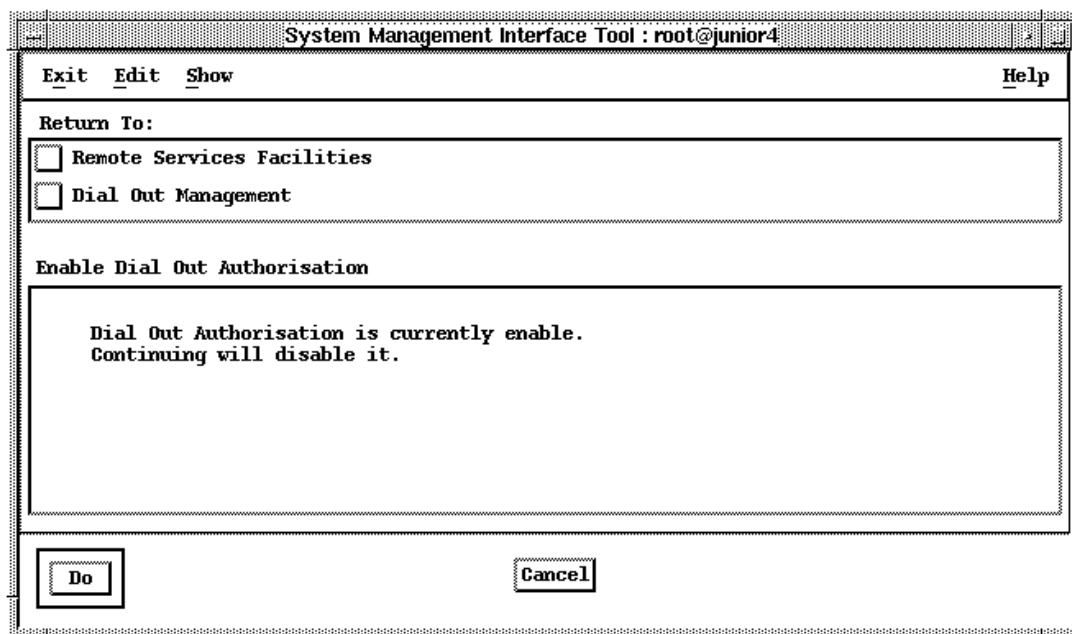 System Management Interface Tool : root@junior4
Exit Edit Show Help
Return To:
Remote Services Facilities
Dial Out Management
Enable Dial Out Authorisation
Dial Out Authorisation is currently enable.
Continuing will disable it.
Do Cancel